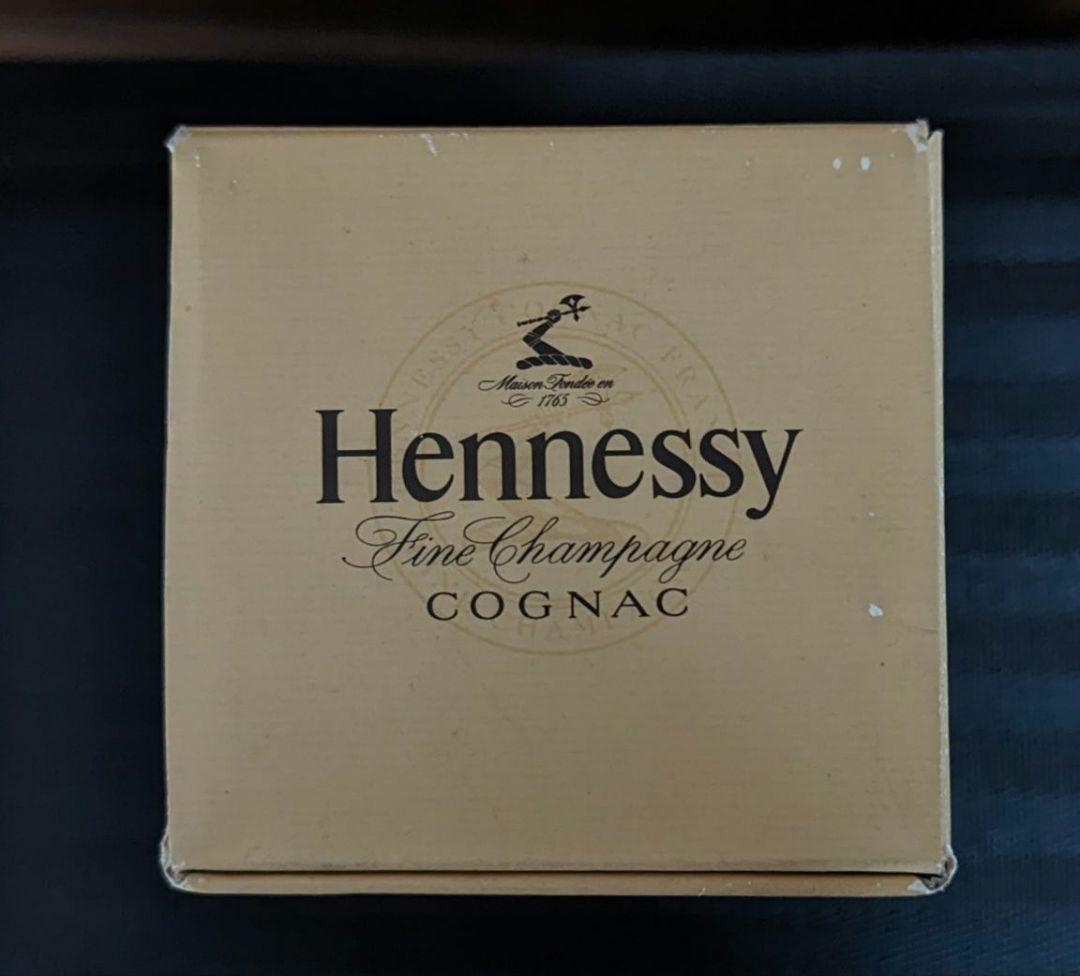 Maison Fondée en
1765
Hennessy
Fine Champagne
COGNAC